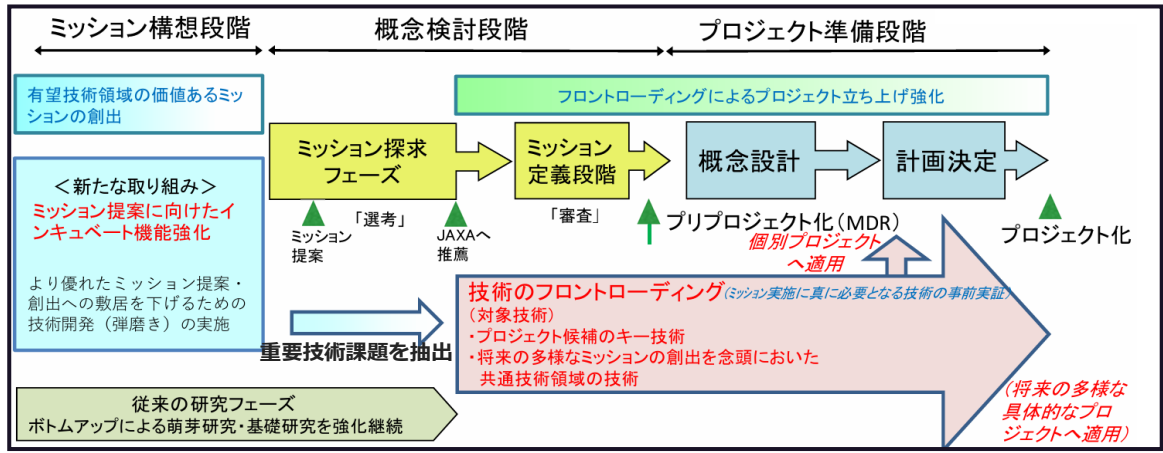 ミッション構想段階
概念検討段階
プロジェクト準備段階
有望技術領域の価値あるミッ
ションの創出
フロントローディングによるプロジェクト立ち上げ強化
ミッション探求
フェーズ
ミッション
定義段階
概念設計
計画決定
「選考」
「審査」
ミッション
提案
JAXAへ
推薦
プリプロジェクト化(MDR)
プロジェクト化
<新たな取り組み>
ミッション提案に向けたイ
ンキュベート機能強化
より優れたミッション提案・
創出への敷居を下げるための
技術開発（弾磨き）の実施
重要技術課題を抽出
個別プロジェクト
へ適用
技術のフロントローディング(ミッション実施に真に必要となる技術の事前実証)
(対象技術)
・プロジェクト候補のキー技術
・将来の多様なミッションの創出を念頭においた
共通技術領域の技術
(将来の多様な
具体的なプロ
ジェクトへ適用)
従来の研究フェーズ
ボトムアップによる萌芽研究・基礎研究を強化継続